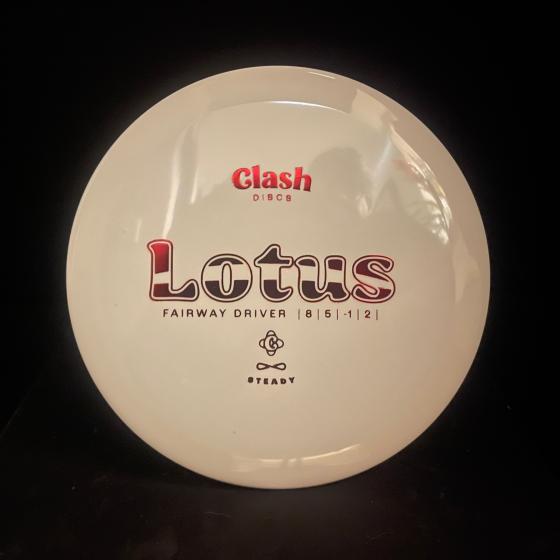 Clash
DISCS
Lotus
FAIRWAY DRIVER |8|5|-1|2|
STEADY